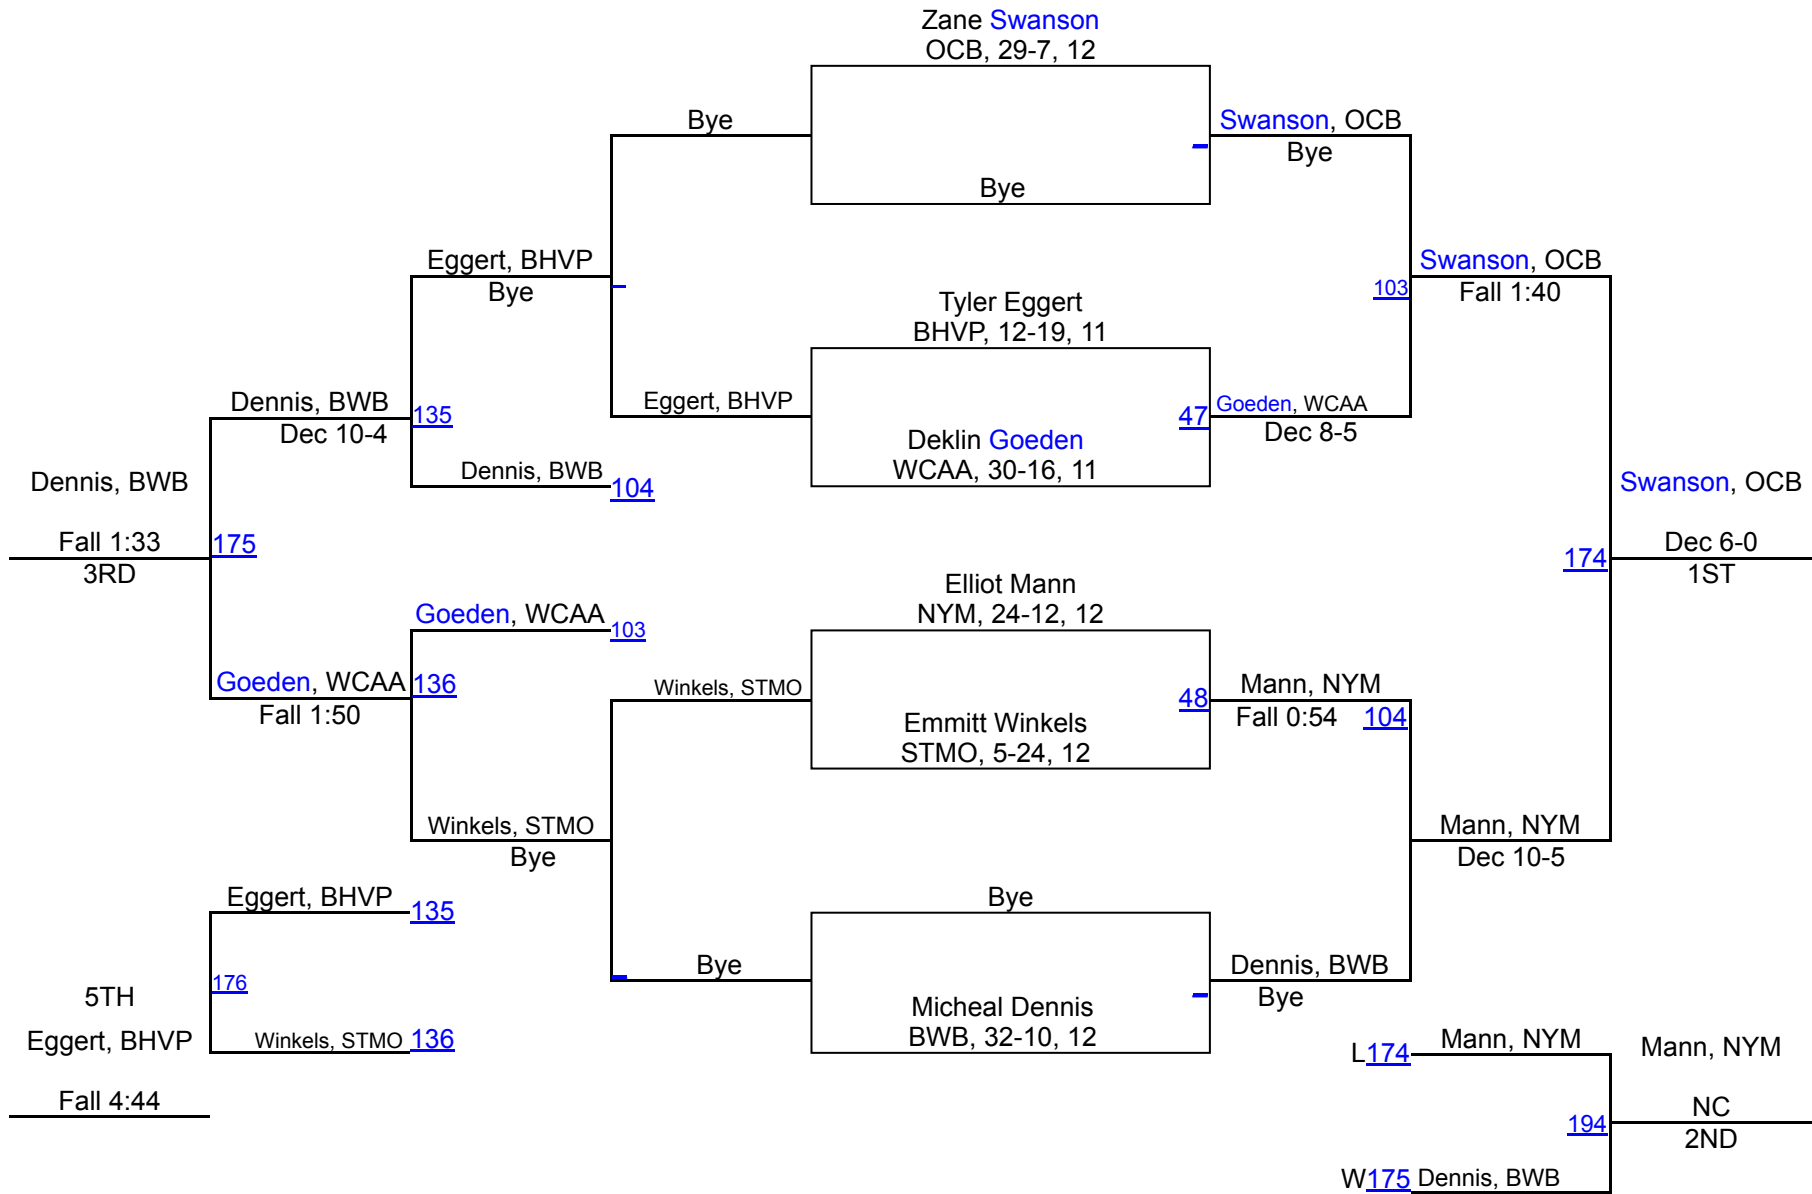 Zane Swanson
OCB, 29-7, 12
Bye
Swanson, OCB
Bye
Bye
Eggert, BHVP
Bye
Swanson, OCB
Fall 1:40
103
Tyler Eggert
BHVP, 12-19, 11
Dennis, BWB
Dec 10-4
135
Eggert, BHVP
47
Goeden, WCAA
Dec 8-5
Deklin Goeden
WCAA, 30-16, 11
Dennis, BWB
Dennis, BWB
104
Swanson, OCB
Fall 1:33
3RD
175
174
Dec 6-0
1ST
Elliot Mann
NYM, 24-12, 12
Goeden, WCAA
103
Goeden, WCAA
Fall 1:50
136
Winkels, STMO
48
Mann, NYM
Fall 0:54
104
Emmitt Winkels
STMO, 5-24, 12
Winkels, STMO
Bye
Mann, NYM
Dec 10-5
Eggert, BHVP
135
Bye
Bye
Dennis, BWB
Bye
176
5TH
Eggert, BHVP
Winkels, STMO
136
Micheal Dennis
BWB, 32-10, 12
L174
Mann, NYM
Mann, NYM
Fall 4:44
194
NC
2ND
W175
Dennis, BWB